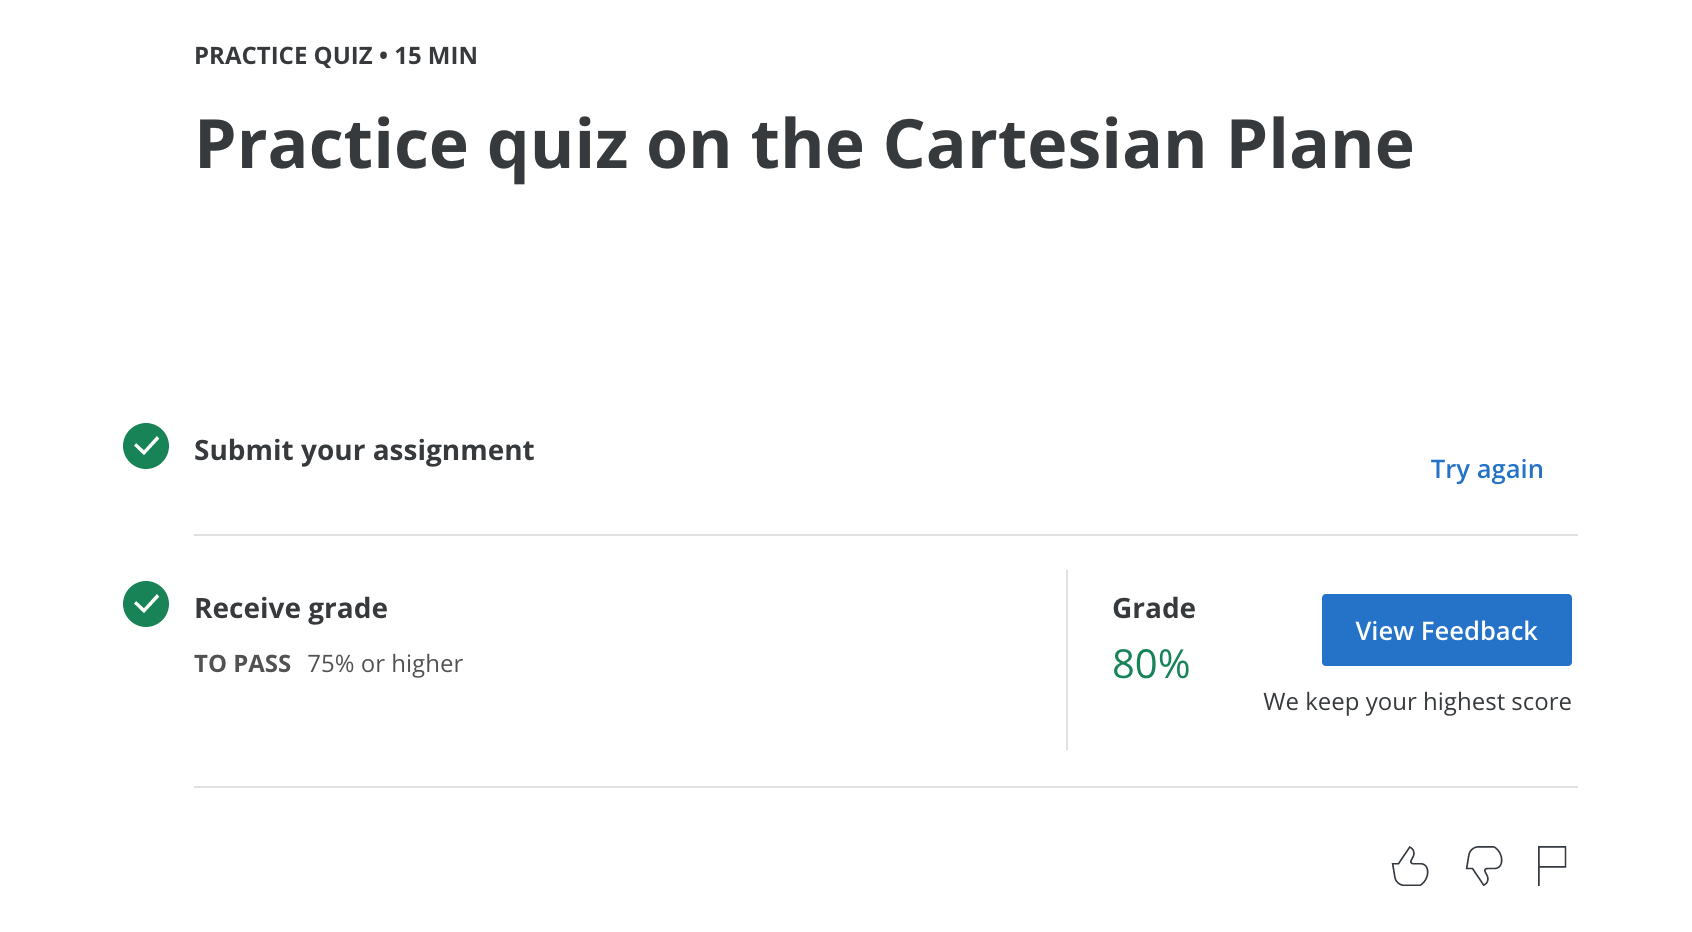 PRACTICE QUIZ • 15 MIN
Practice quiz on the Cartesian Plane
Submit your assignment
Try again
Receive grade
TO PASS 75% or higher
Grade
80%
View Feedback
We keep your highest score